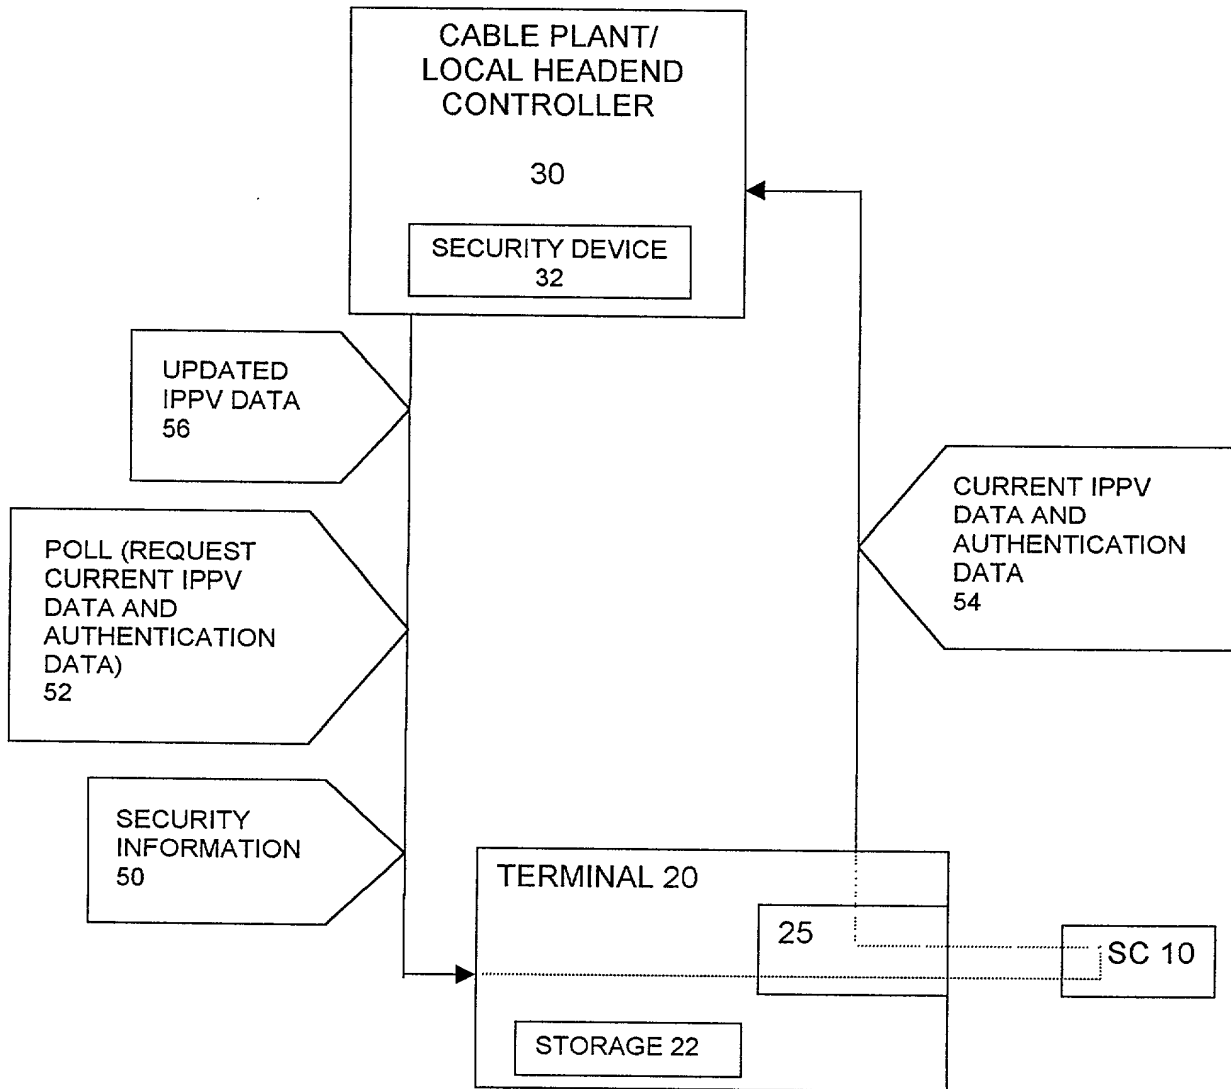 CABLE PLANT/
LOCAL HEADEND
CONTROLLER
30
SECURITY DEVICE
32
UPDATED
IPPV DATA
56
POLL (REQUEST
CURRENT IPPV
DATA AND
AUTHENTICATION
DATA)
52
SECURITY
INFORMATION
50
CURRENT IPPV
DATA AND
AUTHENTICATION
DATA
54
TERMINAL 20
25
SC 10
STORAGE 22